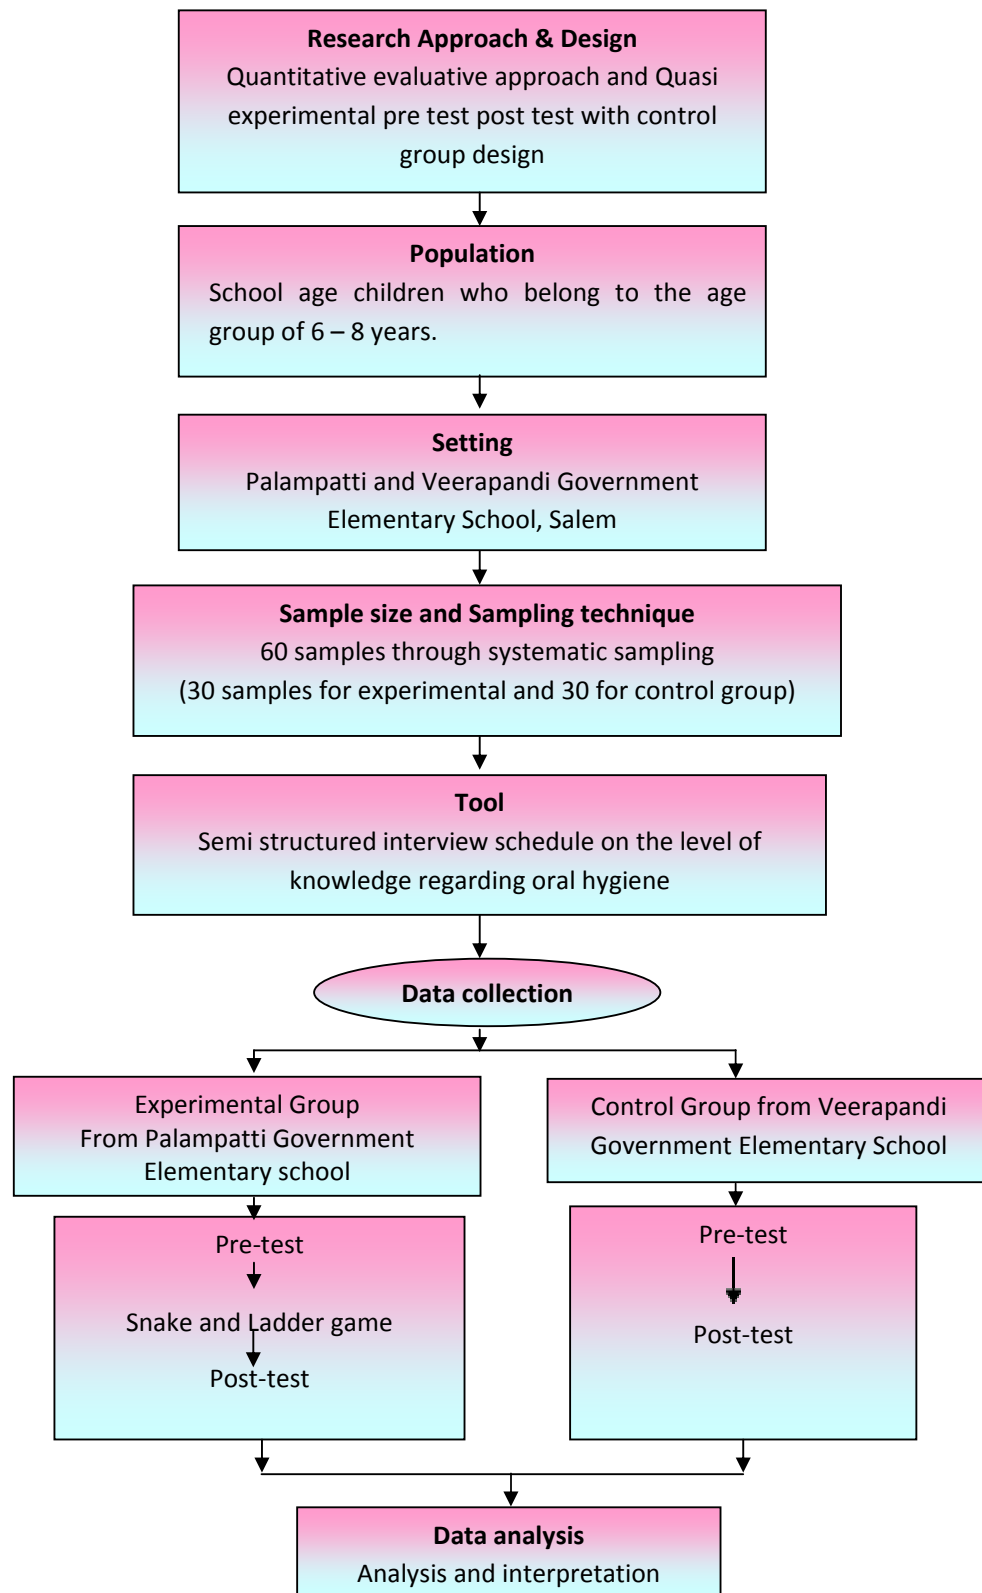 Research Approach & Design
Quantitative evaluative approach and Quasi
experimental pre test post test with control
group design
Population
School age children who belong to the age
group of 6 – 8 years.
Setting
Palampatti and Veerapandi Government
Elementary School, Salem
Sample size and Sampling technique
60 samples through systematic sampling
(30 samples for experimental and 30 for control group)
Tool
Semi structured interview schedule on the level of
knowledge regarding oral hygiene
Data collection
Experimental Group
From Palampatti Government
Elementary school
Control Group from Veerapandi
Government Elementary School
Pre-test
Snake and Ladder game
Post-test
Pre-test
Post-test
Data analysis
Analysis and interpretation